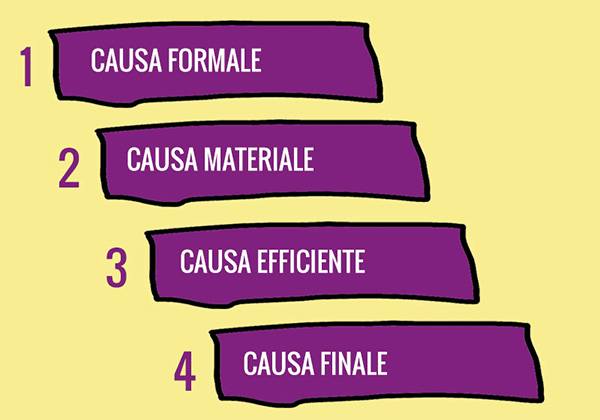 1 CAUSA FORMALE
2 CAUSA MATERIALE
3 CAUSA EFFICIENTE
4 CAUSA FINALE